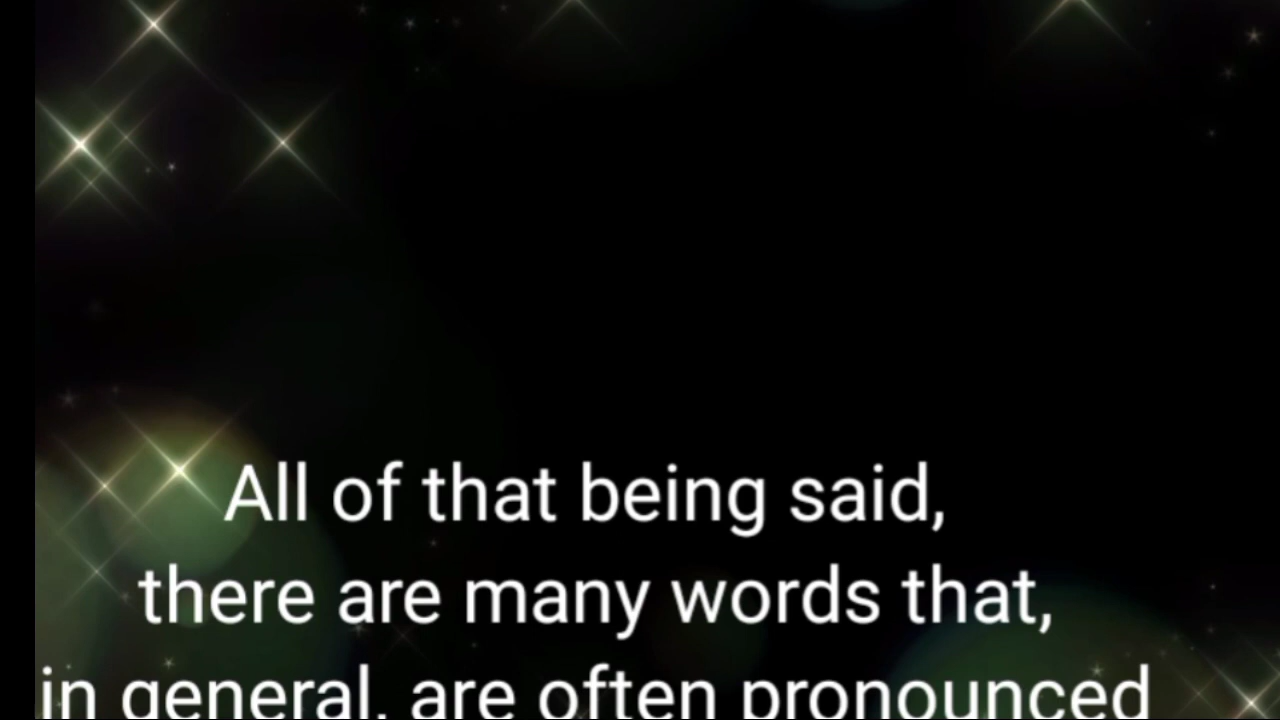 All of that being said,
there are many words that,
in general, are often pronounced